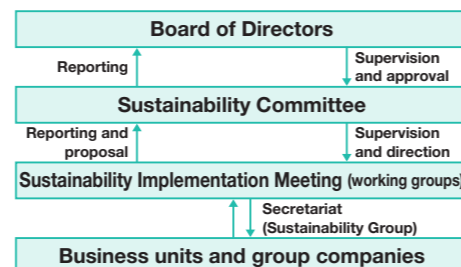 Board of Directors
Reporting
Supervision
and approval
Sustainability Committee
Reporting and
proposal
Supervision
and direction
Sustainability Implementation Meeting (working groups)
Secretariat
(Sustainability Group)
Business units and group companies